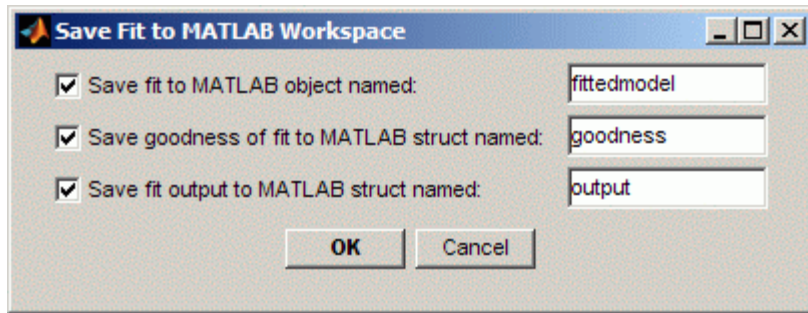 Save Fit to MATLAB Workspace
Save fit to MATLAB object named: fittedmodel
Save goodness of fit to MATLAB struct named: goodness
Save fit output to MATLAB struct named: output
OK Cancel